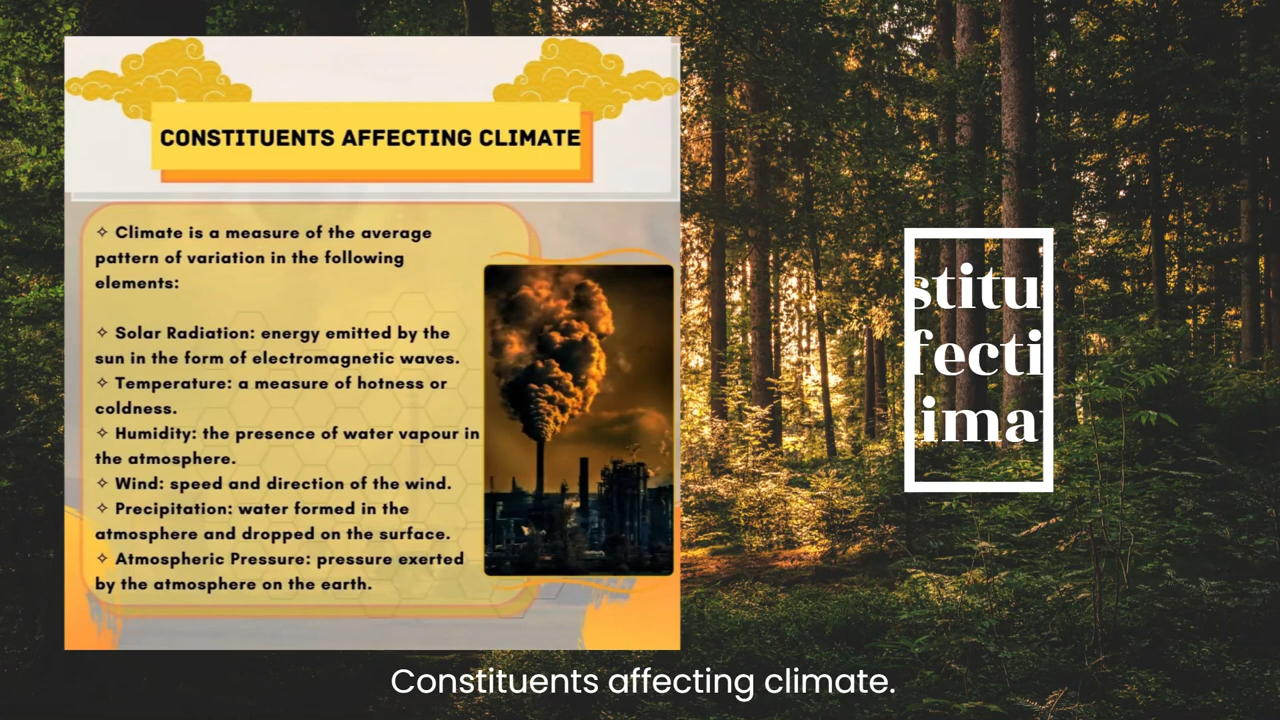 CONSTITUENTS AFFECTING CLIMATE
✧ Climate is a measure of the average
pattern of variation in the following
elements:
✧ Solar Radiation: energy emitted by the
sun in the form of electromagnetic waves.
✧ Temperature: a measure of hotness or
coldness.
✧ Humidity: the presence of water vapour in
the atmosphere.
✧ Wind: speed and direction of the wind.
✧ Precipitation: water formed in the
atmosphere and dropped on the surface.
✧ Atmospheric Pressure: pressure exerted
by the atmosphere on the earth.
stitu
fecti
lima
Constituents affecting climate.